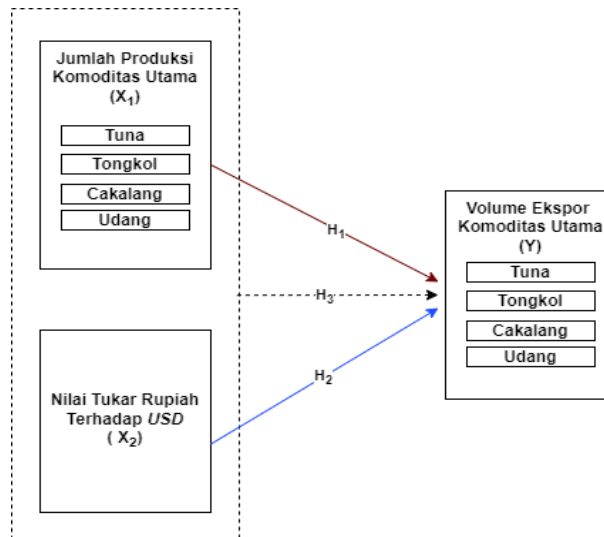 Jumlah Produksi
Komoditas Utama
(X₁)
Tuna
Tongkol
Cakalang
Udang
H₁
H₃
H₂
Nilai Tukar Rupiah
Terhadap USD
( X₂)
Volume Ekspor
Komoditas Utama
(Y)
Tuna
Tongkol
Cakalang
Udang